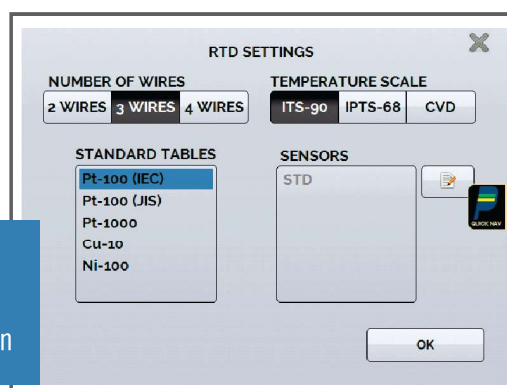 RTD SETTINGS
NUMBER OF WIRES
TEMPERATURE SCALE
2 WIRES 3 WIRES 4 WIRES
ITS-90 IPTS-68 CVD
STANDARD TABLES
SENSORS
Pt-100 (IEC)
Pt-100 (JIS)
Pt-1000
Cu-10
Ni-100
STD
QUICK NAV
n
OK